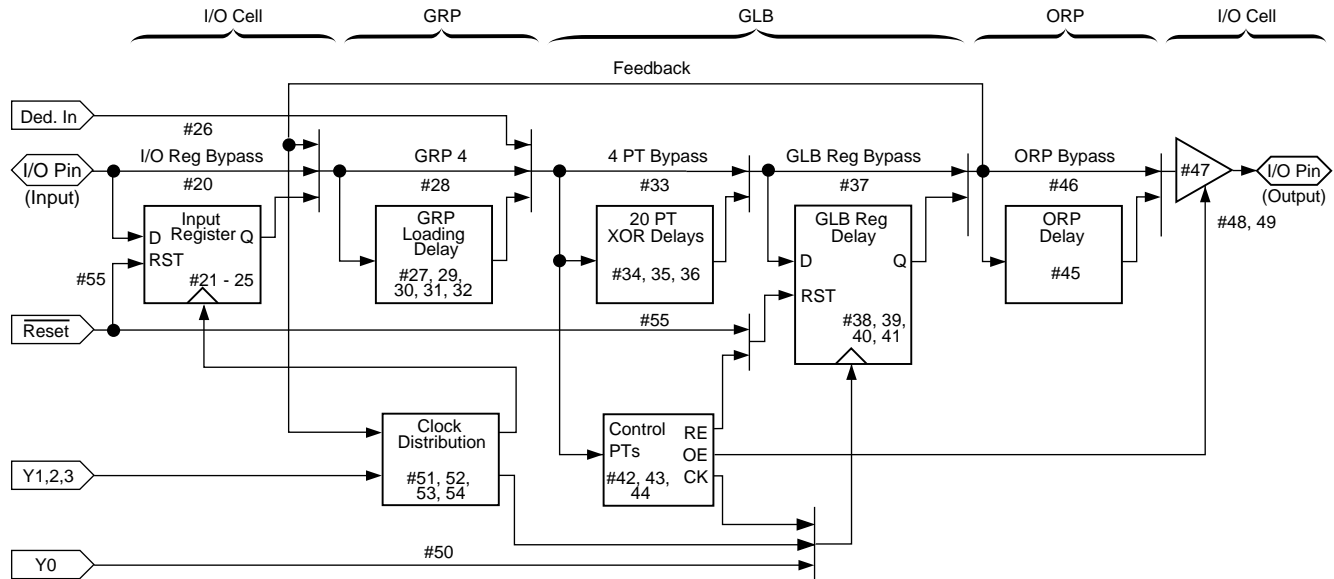 I/O Cell
GRP
GLB
ORP
I/O Cell
Feedback
Ded. In
#26
I/O Pin
(Input)
I/O Reg Bypass
#20
GRP 4
#28
4 PT Bypass
#33
GLB Reg Bypass
#37
ORP Bypass
#46
#47
I/O Pin
(Output)
#48, 49
Input
Register
D
Q
RST
#21 - 25
#55
GRP
Loading
Delay
#27, 29,
30, 31, 32
20 PT
XOR Delays
#34, 35, 36
GLB Reg
Delay
D
Q
RST
#38, 39,
40, 41
ORP
Delay
#45
Reset
#55
Clock
Distribution
#51, 52,
53, 54
Control
PTs
RE
OE
CK
#42, 43,
44
Y1,2,3
Y0
#50